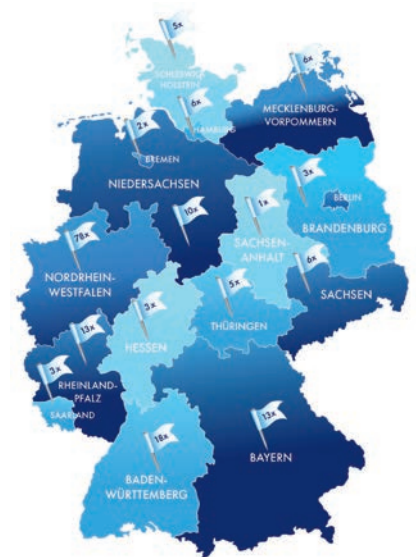 5x
SCHLESWIG
HOLSTEIN
6x
HAMBURG
6x
MECKLENBURG-
VORPOMMERN
2x
BREMEN
NIEDERSACHSEN
10x
3x
BERLIN
BRANDENBURG
1x
SACHSEN-
ANHALT
78x
NORDRHEIN-
WESTFALEN
6x
SACHSEN
5x
THÜRINGEN
3x
HESSEN
13x
RHEINLAND-
PFALZ
3x
SAARLAND
18x
BADEN-
WÜRTTEMBERG
13x
BAYERN